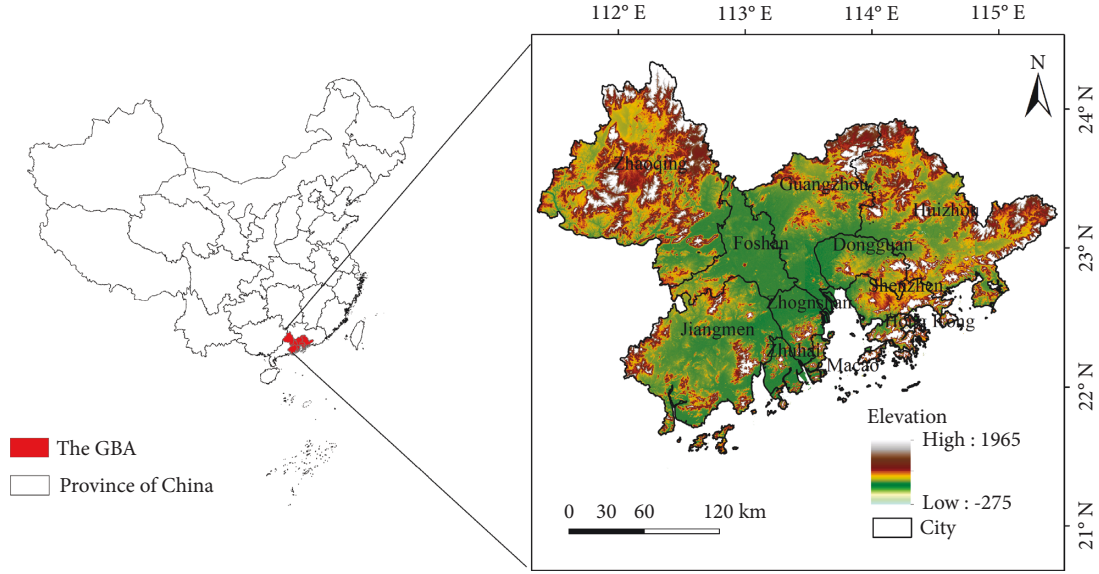 112° E 113° E 114° E 115° E
N
24° N
23° N
22° N
21° N
Zhaoqing
Guangzhou
Huizhou
Foshan
Dongguan
Shenzhen
Zhognshan
Hong Kong
Jiangmen
Zhuhai
Macao
Elevation
High : 1965
Low : -275
City
0 30 60 120 km
The GBA
Province of China